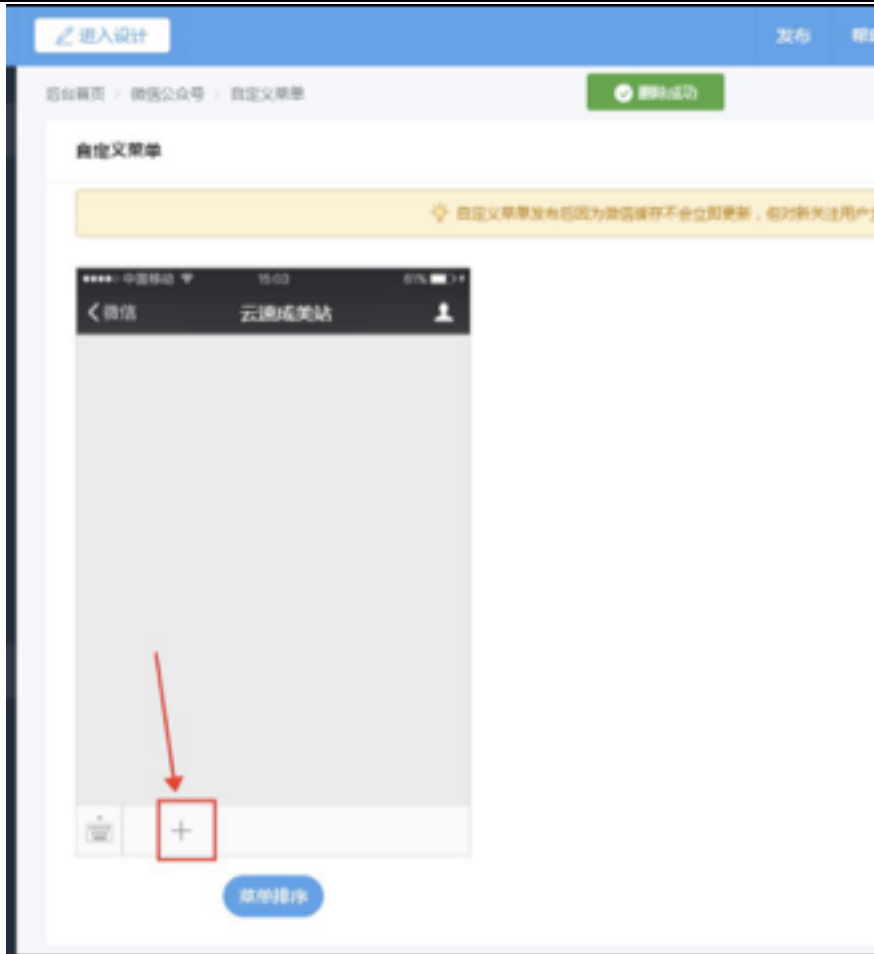 进入设计
发布 帮
后台首页 > 微信公众号 > 自定义菜单
删除成功
自定义菜单
自定义菜单发布后因为微信缓存不会立即更新，但对新关注用户
中国移动 15:03 61%
微信 云速成美站
菜单排序